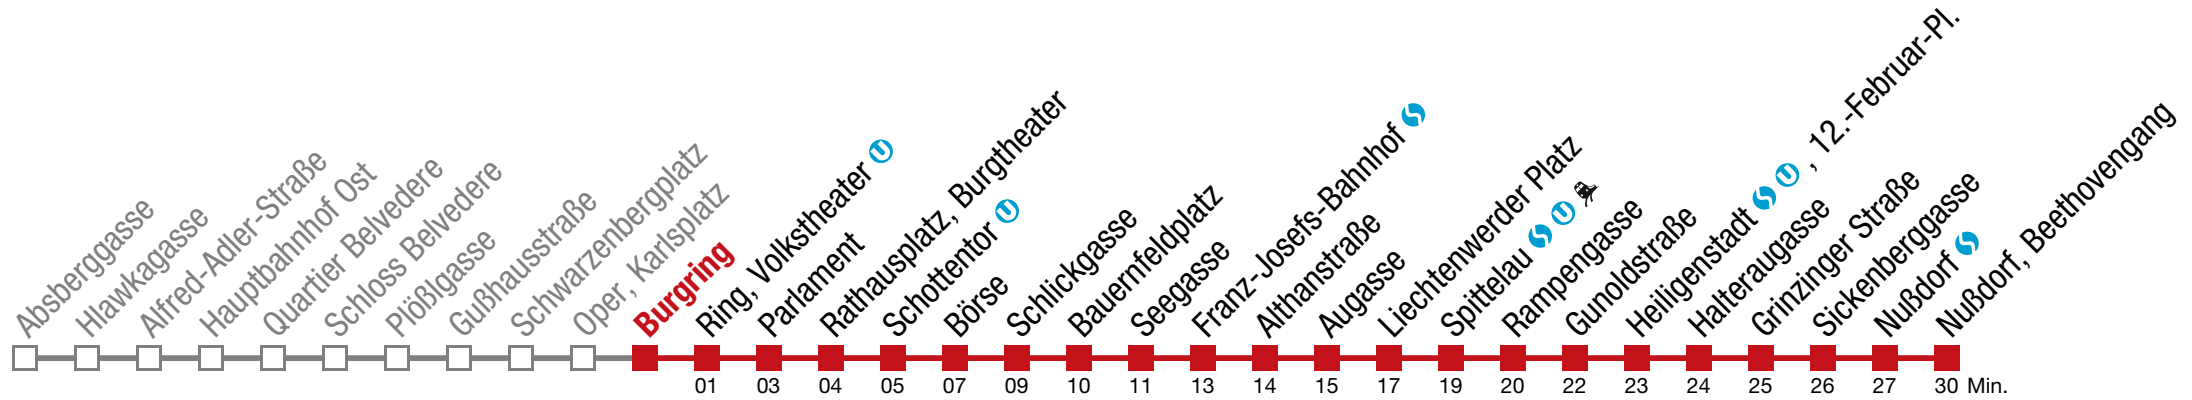 Absberggasse
Hlawkagasse
Alfred-Adler-Straße
Hauptbahnhof Ost
Quartier Belvedere
Schloss Belvedere
Plößlgasse
Gußhausstraße
Schwarzenbergplatz
Oper, Karlsplatz
Burgring
Ring, Volkstheater U
Parlament
Rathausplatz, Burgtheater
Schottentor U
Börse
Schlickgasse
Bauernfeldplatz
Seegasse
Franz-Josefs-Bahnhof S
Althanstraße
Augasse
Liechtenwerder Platz
Spittelau S U
Rampengasse
Gunoldstraße
Heiligenstadt S U , 12.-Februar-Pl.
Halteraugasse
Grinzinger Straße
Sickenberggasse
Nußdorf S
Nußdorf, Beethovengang
01 03 04 05 07 09 10 11 13 14 15 17 19 20 22 23 24 25 26 27 30 Min.